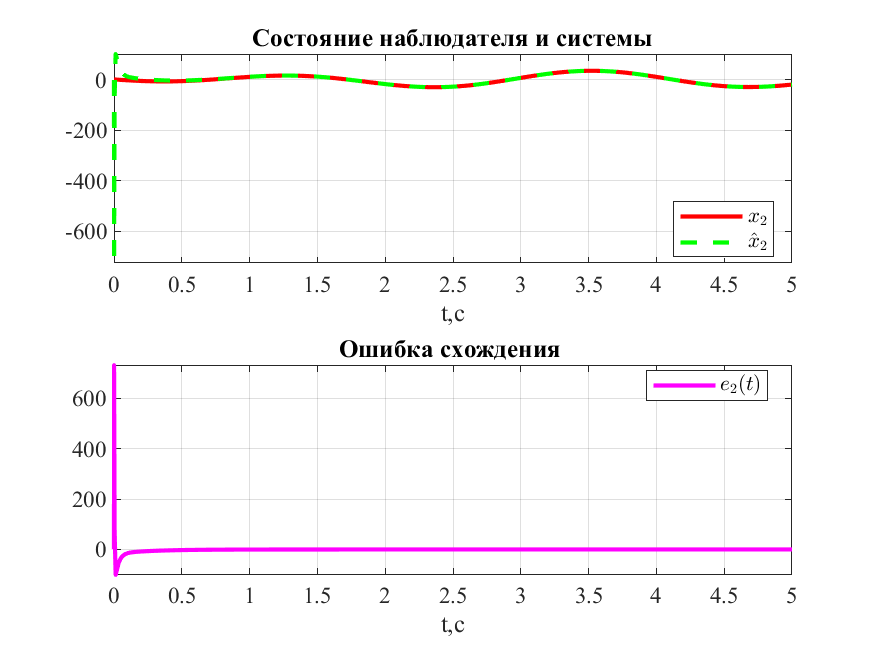 Состояние наблюдателя и системы
0
-200
-400
-600
x₂
x̂₂
0 0.5 1 1.5 2 2.5 3 3.5 4 4.5 5
t,c
Ошибка схождения
600
400
200
0
e₂(t)
0 0.5 1 1.5 2 2.5 3 3.5 4 4.5 5
t,c